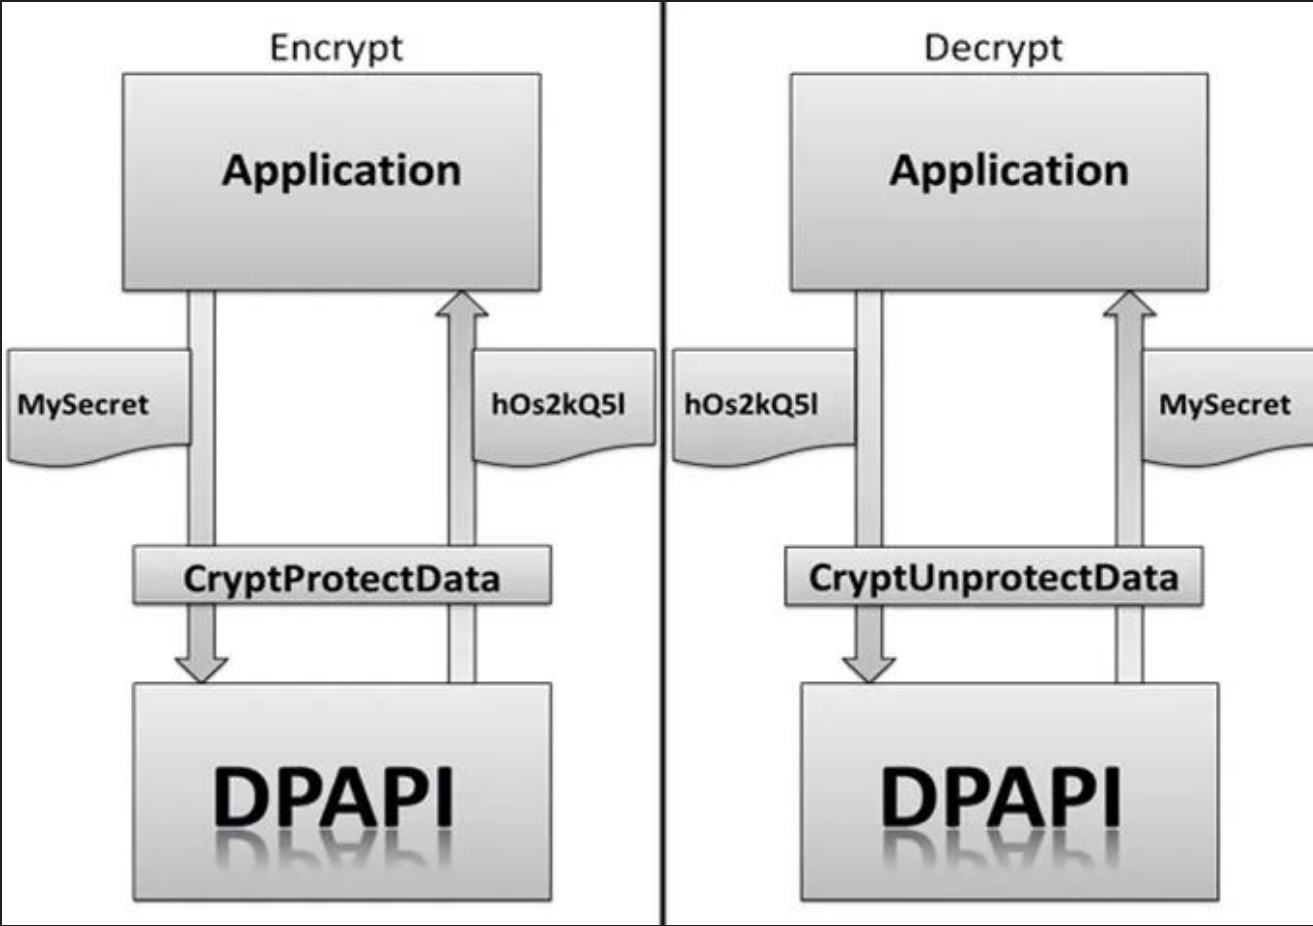 Encrypt
Application
MySecret
hOs2kQ5l
CryptProtectData
DPAPI
Decrypt
Application
hOs2kQ5l
MySecret
CryptUnprotectData
DPAPI